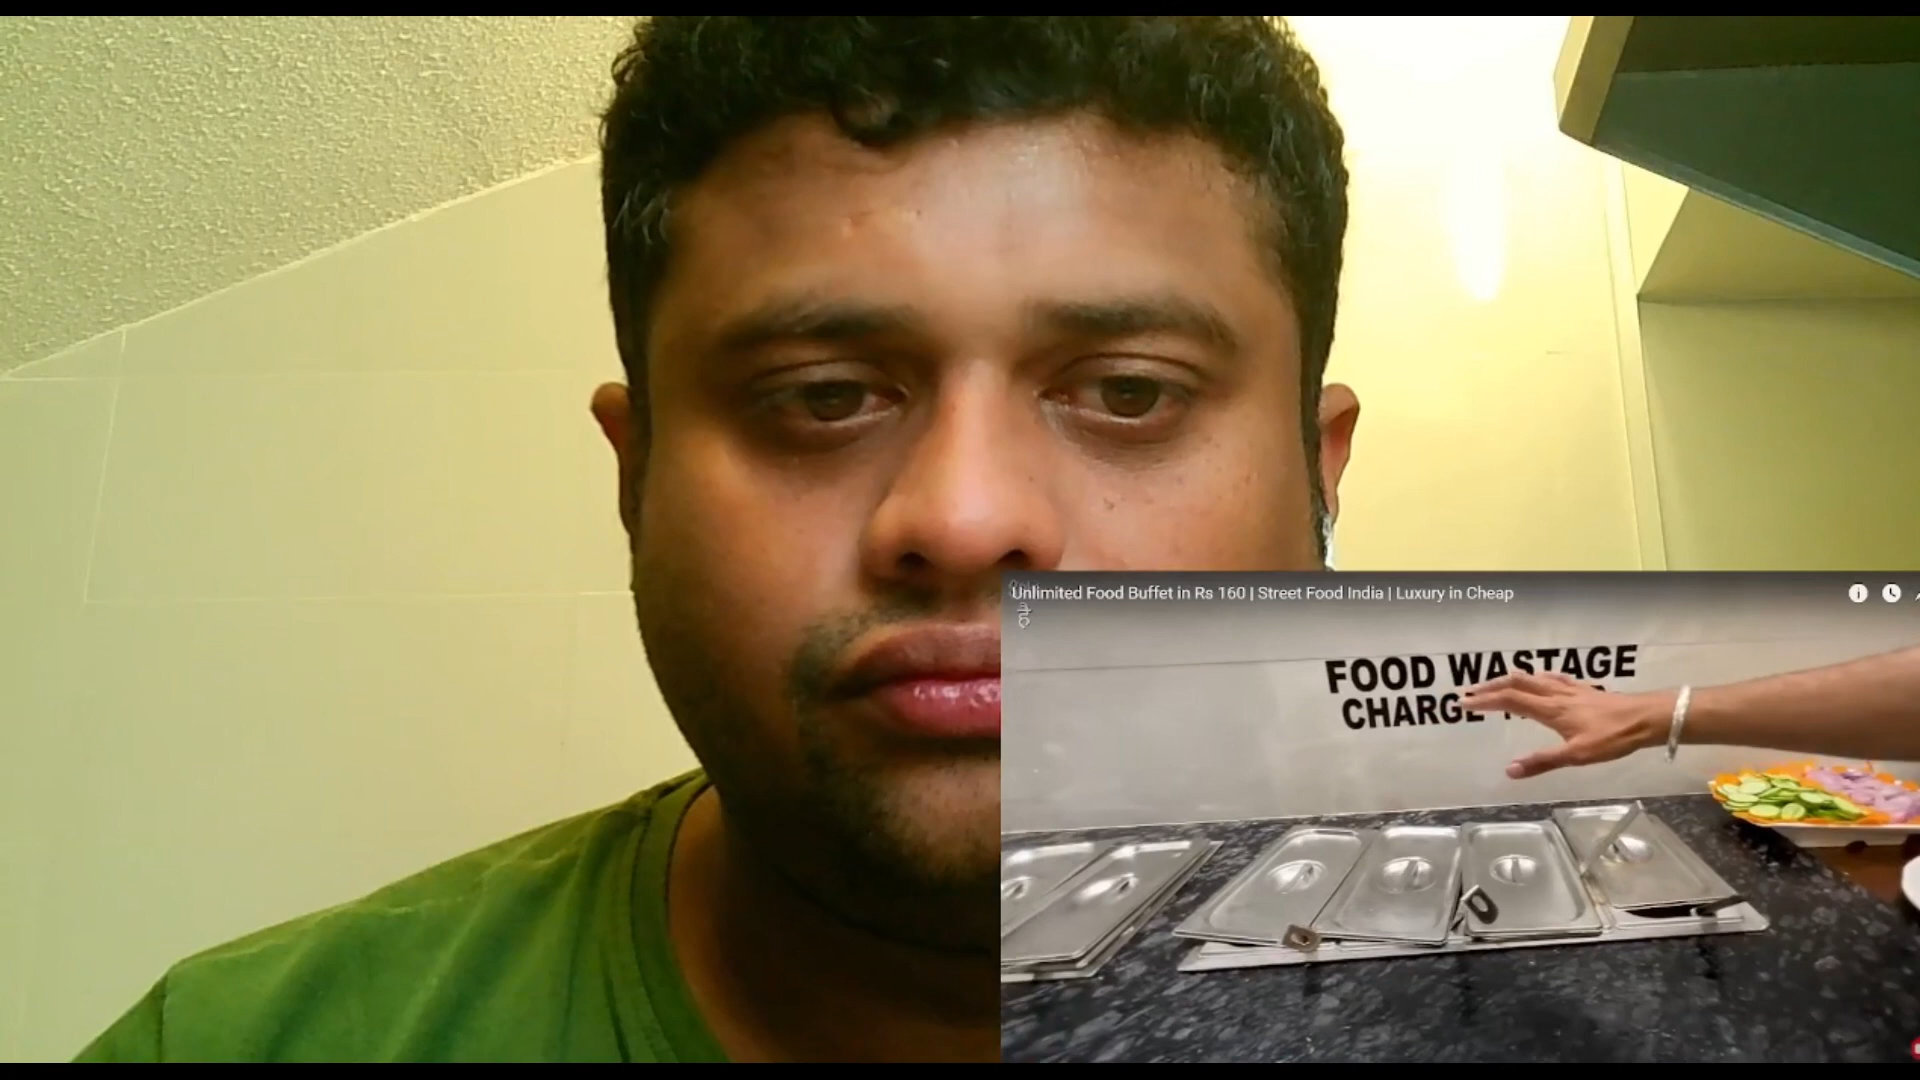 Unlimited Food Buffet in Rs 160 | Street Food India | Luxury in Cheap
FOOD WASTAGE
CHARGE